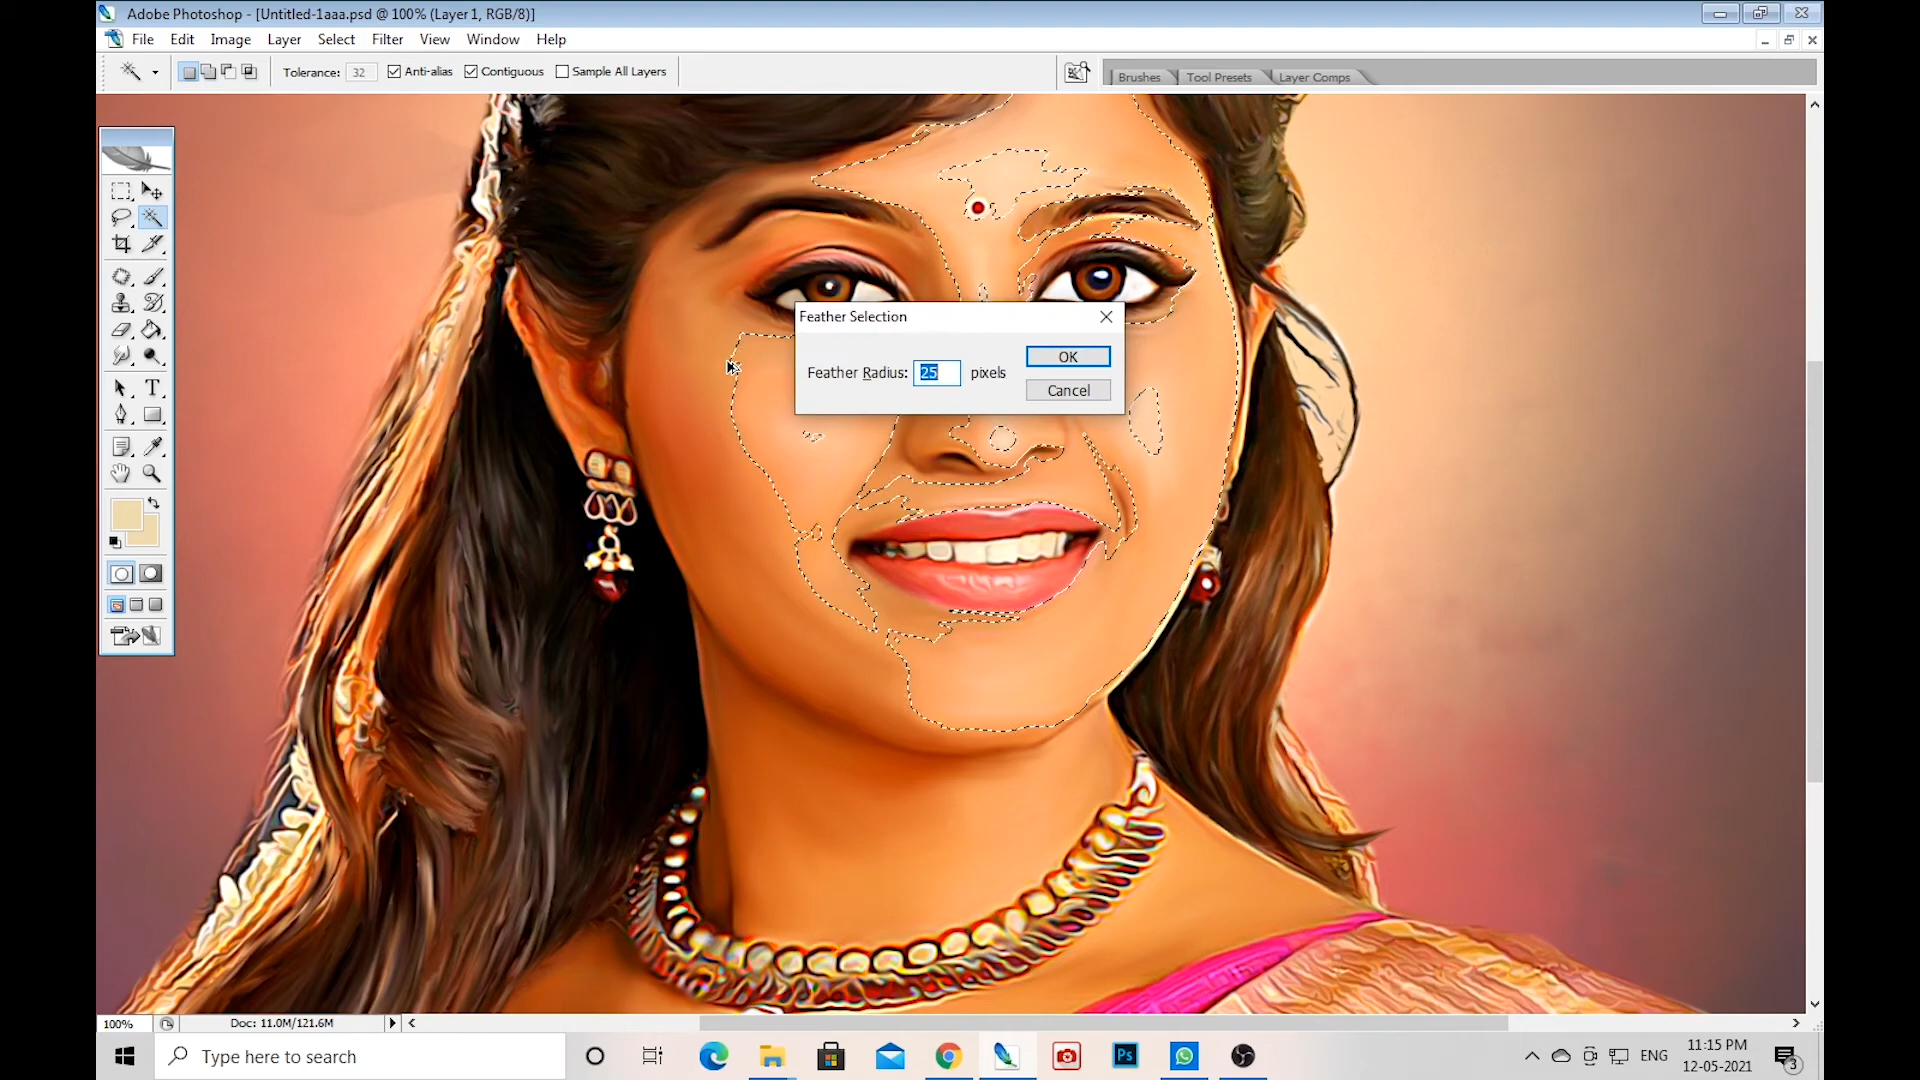 Adobe Photoshop - [Untitled-1aaa.psd @ 100% (Layer 1, RGB/8)]
File Edit Image Layer Select Filter View Window Help
Tolerance: 32 Anti-alias Contiguous Sample All Layers Brushes Tool Presets Layer Comps
Feather Selection
Feather Radius: 25 pixels
OK
Cancel
T
100% Doc: 11.0M/121.6M
Type here to search
Ps
ENG
11:15 PM
12-05-2021
3